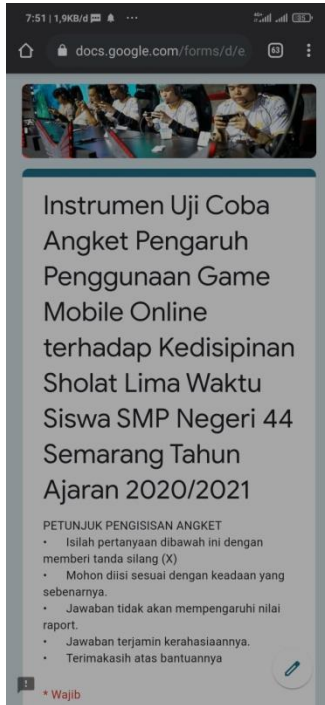 7:51 | 1,9KB/d ...
4G+ 85
docs.google.com/forms/d/e 63
Instrumen Uji Coba
Angket Pengaruh
Penggunaan Game
Mobile Online
terhadap Kedisipinan
Sholat Lima Waktu
Siswa SMP Negeri 44
Semarang Tahun
Ajaran 2020/2021
PETUNJUK PENGISISAN ANGKET
• Isilah pertanyaan dibawah ini dengan
memberi tanda silang (X)
• Mohon diisi sesuai dengan keadaan yang
sebenarnya.
• Jawaban tidak akan mempengaruhi nilai
raport.
• Jawaban terjamin kerahasiaannya.
• Terimakasih atas bantuannya
* Wajib